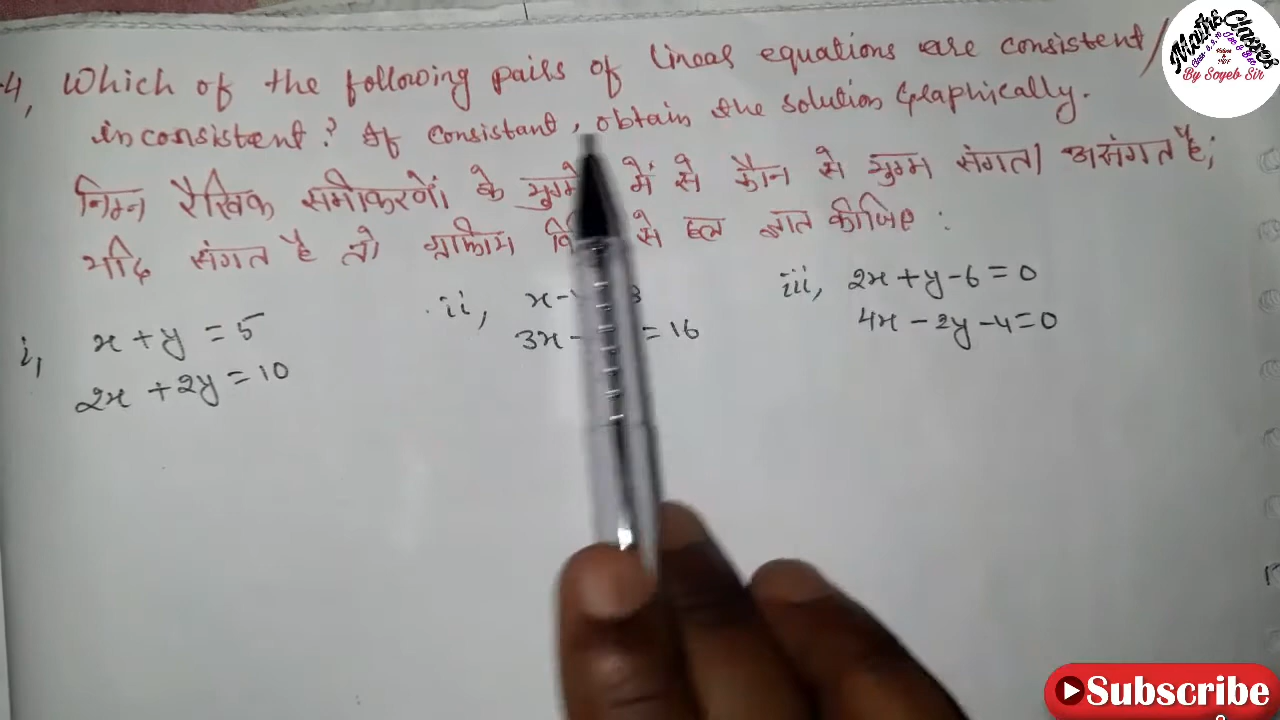 4, Which of the following pairs of linear equations are consistent/
inconsistent? If consistant, obtain the solution Graphically.
निम्न रैखिक समीकरणों के युग्मों में से कौन से युग्म संगत। असंगत है;
यदि संगत है तो ग्राफिय से हल ज्ञात कीजिए :
i, x + y = 5
2x + 2y = 10
ii, x -
3x - = 16
iii, 2x + y - 6 = 0
4x - 2y - 4 = 0
Maths Classes
By Soyeb Sir
Subscribe